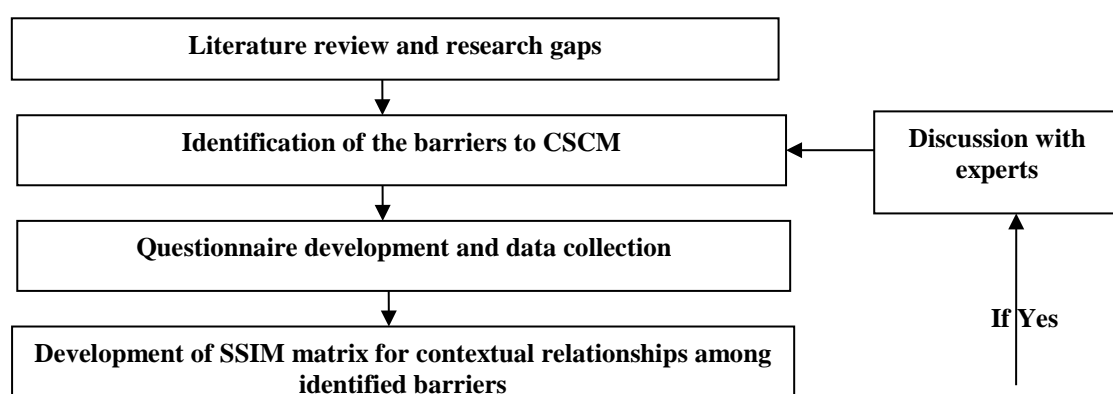 Literature review and research gaps
Identification of the barriers to CSCM
Discussion with
experts
Questionnaire development and data collection
If Yes
Development of SSIM matrix for contextual relationships among
identified barriers